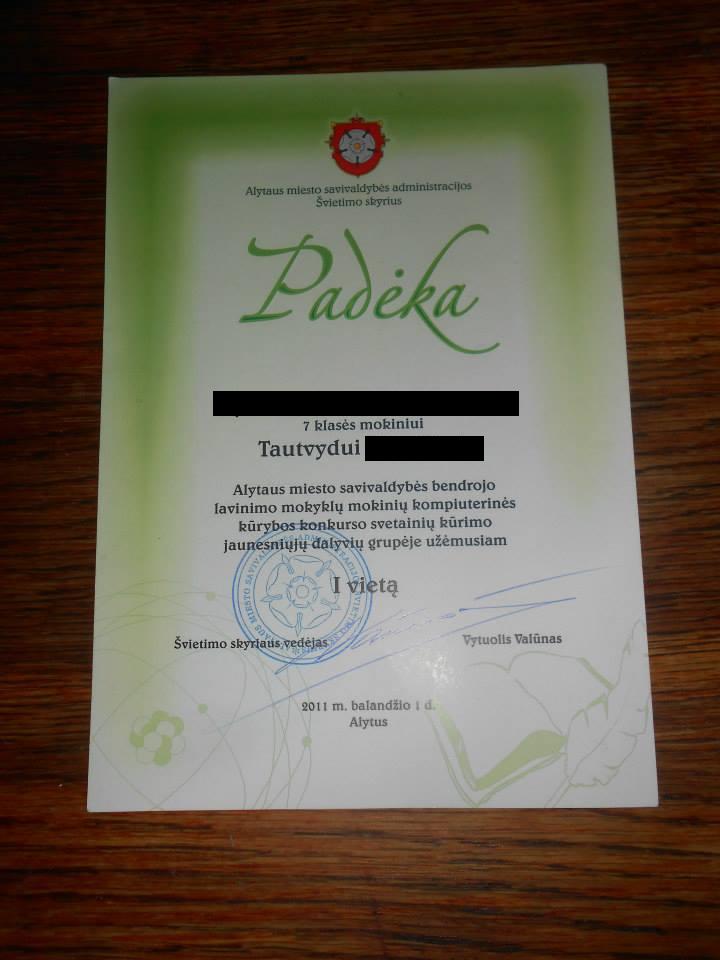 Alytaus miesto savivaldybės administracijos
Švietimo skyrius
Padėka
7 klasės mokiniui
Tautvydui
Alytaus miesto savivaldybės bendrojo
lavinimo mokyklų mokinių kompiuterinės
kūrybos konkurso svetainių kūrimo
jaunesniųjų dalyvių grupėje užėmusiam
I vietą
Švietimo skyriaus vedėjas
Vytuolis Valūnas
2011 m. balandžio 1 d.
Alytus